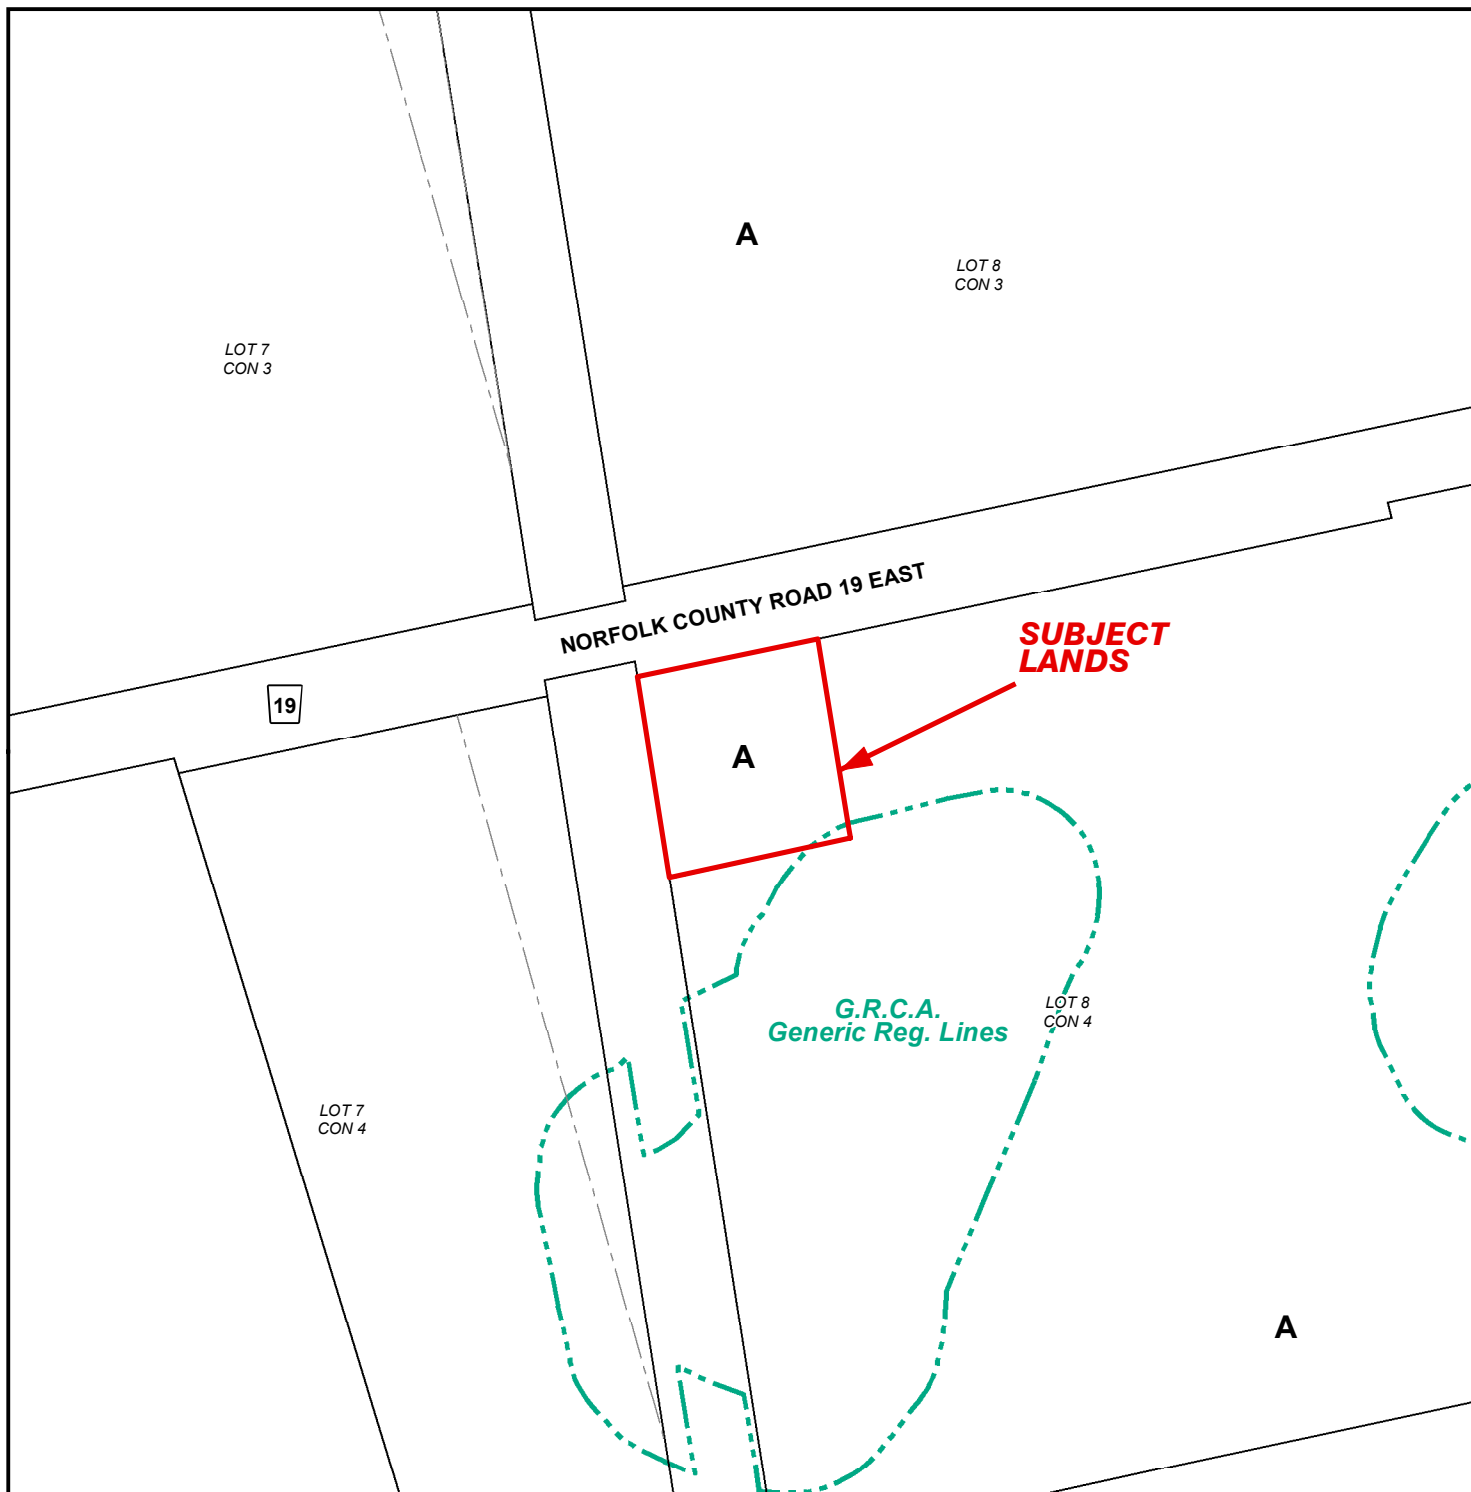 A
LOT 8
CON 3
LOT 7
CON 3
NORFOLK COUNTY ROAD 19 EAST
SUBJECT
LANDS
19
A
G.R.C.A.
Generic Reg. Lines
LOT 8
CON 4
LOT 7
CON 4
A